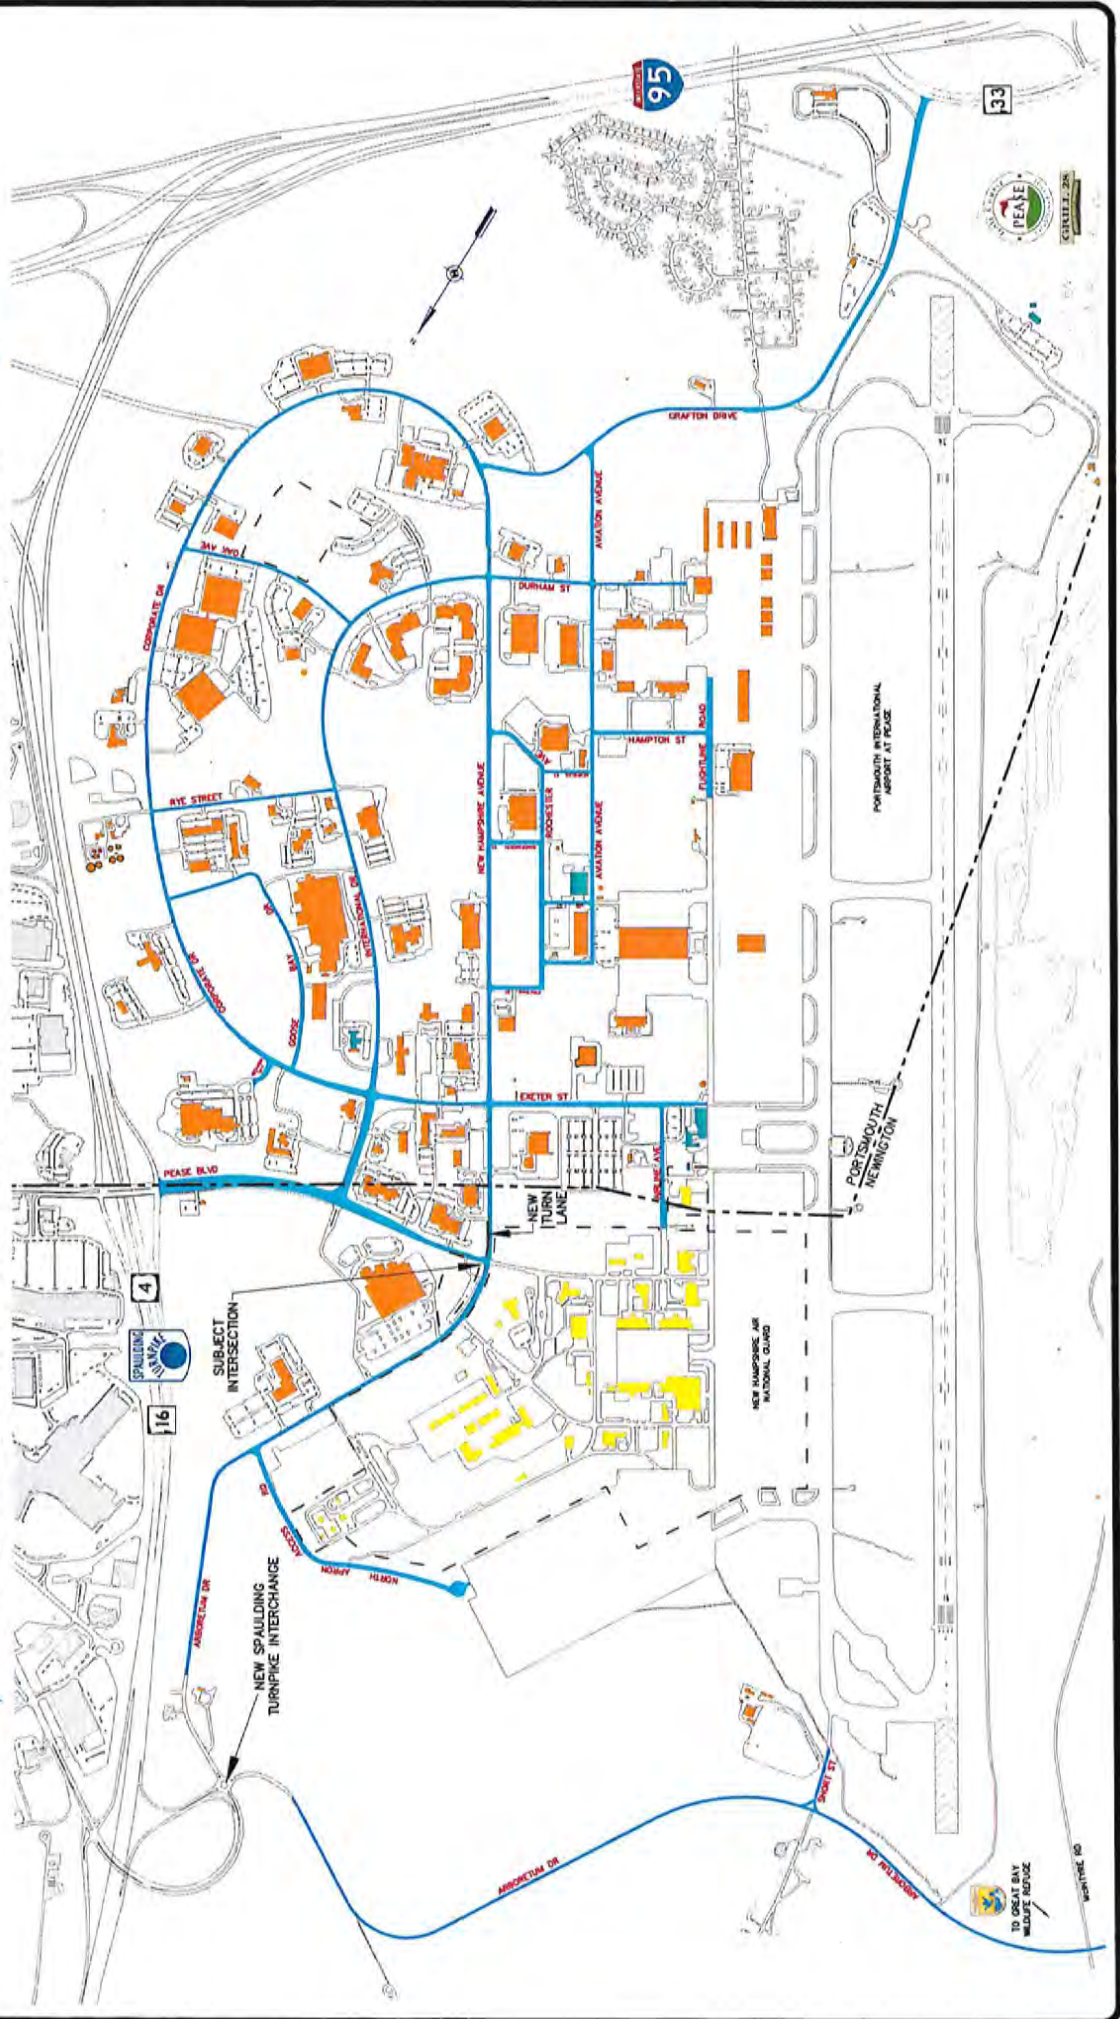 INTERSTATE
95
33
PEASE
GRILL 28
GRAFTON DRIVE
AVIATION AVENUE
OAK AVE
DURHAM ST
CORPORATE DR
HAMPTON ST
FLIGHTLINE ROAD
PORTSMOUTH INTERNATIONAL
AIRPORT AT PEASE
RYE STREET
NEW HAMPSHIRE AVENUE
AVE
ROCHESTER
AVIATION AVENUE
INTERNATIONAL DR
CORPORATE DR
GOOSE BAY DR
EXETER ST
PEASE BLVD
AIRLINE AVE
PORTSMOUTH
NEWINGTON
NEW
TURN
LANE
4
SPAULDING
TURNPIKE
16
SUBJECT
INTERSECTION
NEW HAMPSHIRE AIR
NATIONAL GUARD
NORTH APRON ACCESS DR
ARBORETUM DR
NEW SPAULDING
TURNPIKE INTERCHANGE
SHORT ST
ARBORETUM DR
ARBORETUM DR
TO GREAT BAY
WILDLIFE REFUGE
MCINTYRE RD